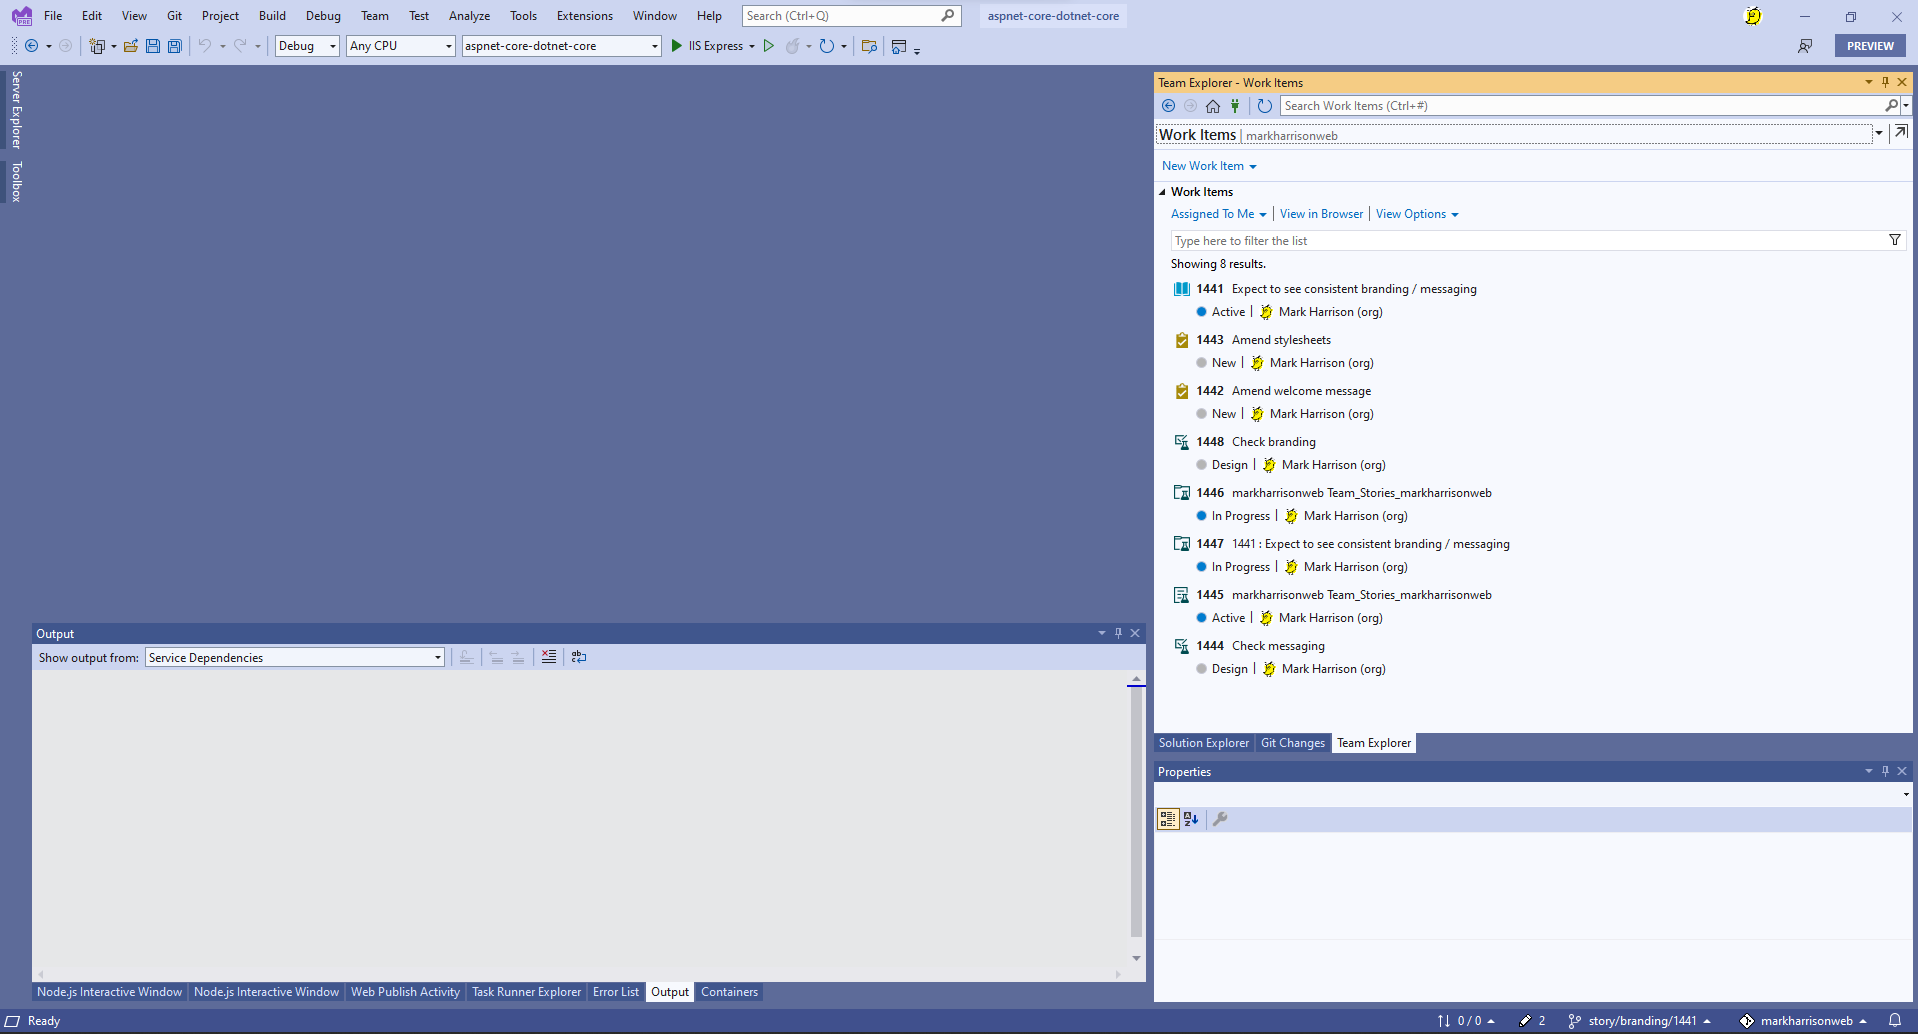 File Edit View Git Project Build Debug Team Test Analyze Tools Extensions Window Help Search (Ctrl+Q) aspnet-core-dotnet-core
Debug Any CPU aspnet-core-dotnet-core IIS Express PREVIEW
Server Explorer
Toolbox
Team Explorer - Work Items
Search Work Items (Ctrl+#)
Work Items | markharrisonweb
New Work Item
Work Items
Assigned To Me | View in Browser | View Options
Type here to filter the list
Showing 8 results.
1441 Expect to see consistent branding / messaging
Active | Mark Harrison (org)
1443 Amend stylesheets
New | Mark Harrison (org)
1442 Amend welcome message
New | Mark Harrison (org)
1448 Check branding
Design | Mark Harrison (org)
1446 markharrisonweb Team_Stories_markharrisonweb
In Progress | Mark Harrison (org)
1447 1441 : Expect to see consistent branding / messaging
In Progress | Mark Harrison (org)
1445 markharrisonweb Team_Stories_markharrisonweb
Active | Mark Harrison (org)
1444 Check messaging
Design | Mark Harrison (org)
Solution Explorer Git Changes Team Explorer
Properties
Output
Show output from: Service Dependencies
Node.js Interactive Window Node.js Interactive Window Web Publish Activity Task Runner Explorer Error List Output Containers
Ready 0 / 0 2 story/branding/1441 markharrisonweb